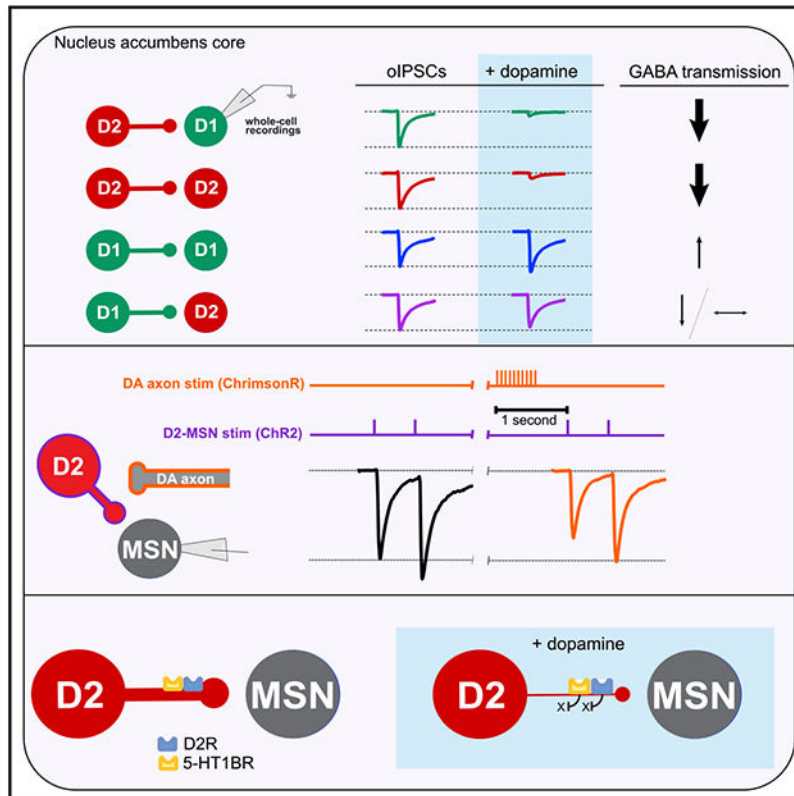 Nucleus accumbens core
oIPSCs
+ dopamine
GABA transmission
D2
D1
whole-cell
recordings
D2
D2
D1
D1
D1
D2
DA axon stim (ChrimsonR)
1 second
D2-MSN stim (ChR2)
D2
DA axon
MSN
+ dopamine
D2
MSN
D2
MSN
X
X
D2R
5-HT1BR